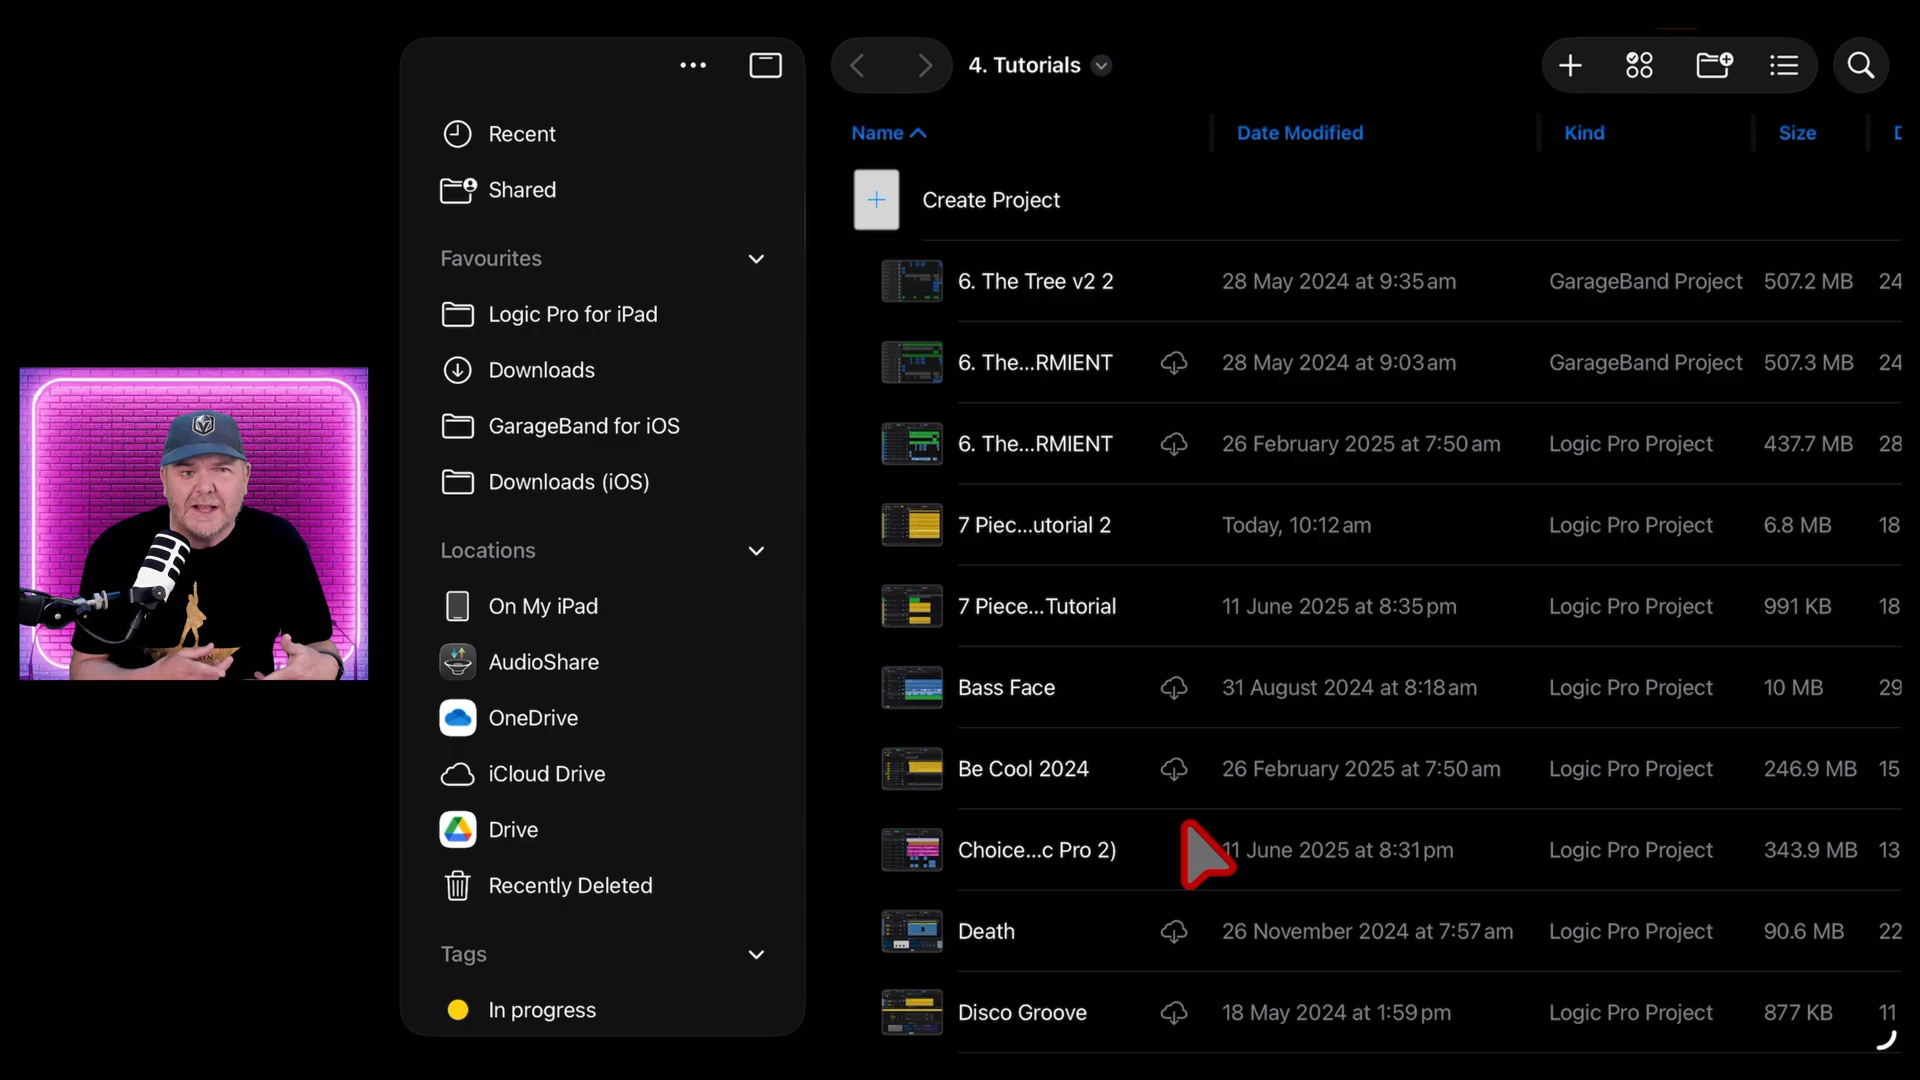 4. Tutorials
Recent
Shared
Favourites
Logic Pro for iPad
Downloads
GarageBand for iOS
Downloads (iOS)
Locations
On My iPad
AudioShare
OneDrive
iCloud Drive
Drive
Recently Deleted
Tags
In progress
Name Date Modified Kind Size
Create Project
6. The Tree v2 2 28 May 2024 at 9:35 am GarageBand Project 507.2 MB 24
6. The...RMIENT 28 May 2024 at 9:03 am GarageBand Project 507.3 MB 24
6. The...RMIENT 26 February 2025 at 7:50 am Logic Pro Project 437.7 MB 28
7 Piec...utorial 2 Today, 10:12 am Logic Pro Project 6.8 MB 18
7 Piece...Tutorial 11 June 2025 at 8:35 pm Logic Pro Project 991 KB 18
Bass Face 31 August 2024 at 8:18 am Logic Pro Project 10 MB 29
Be Cool 2024 26 February 2025 at 7:50 am Logic Pro Project 246.9 MB 15
Choice...c Pro 2) 11 June 2025 at 8:31 pm Logic Pro Project 343.9 MB 13
Death 26 November 2024 at 7:57 am Logic Pro Project 90.6 MB 22
Disco Groove 18 May 2024 at 1:59 pm Logic Pro Project 877 KB 11